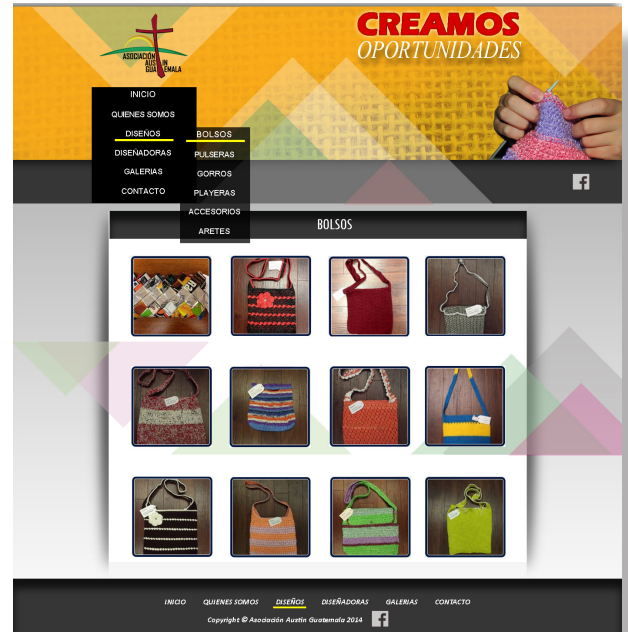 CREAMOS
OPORTUNIDADES
ASOCIACIÓN
AUSTIN
GUATEMALA
INICIO
QUIENES SOMOS
DISEÑOS
DISEÑADORAS
GALERIAS
CONTACTO
BOLSOS
PULSERAS
GORROS
PLAYERAS
ACCESORIOS
ARETES
BOLSOS
INICIO QUIENES SOMOS DISEÑOS DISEÑADORAS GALERIAS CONTACTO
Copyright © Asociación Austin Guatemala 2014